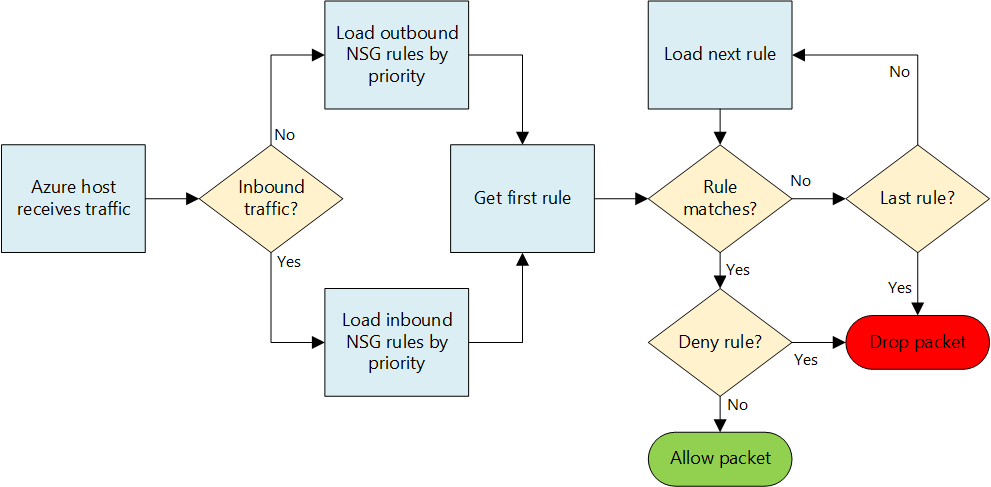 Load outbound
NSG rules by
priority
Load next rule
No
No
Azure host
receives traffic
Inbound
traffic?
Get first rule
Rule
matches?
No
Last rule?
Yes
Yes
Yes
Load inbound
NSG rules by
priority
Deny rule?
Yes
Drop packet
No
Allow packet